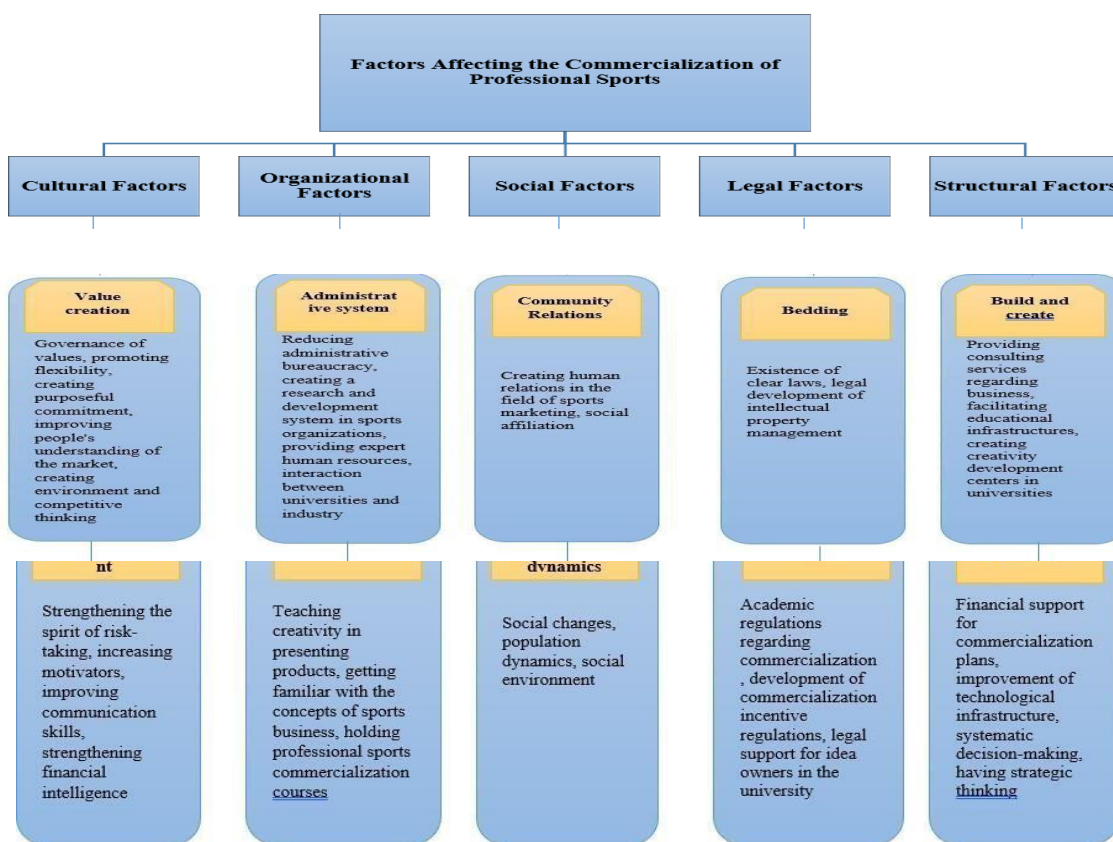 Factors Affecting the Commercialization of
Professional Sports
Cultural Factors
Organizational
Factors
Social Factors
Legal Factors
Structural Factors
Value
creation
Governance of
values, promoting
flexibility,
creating
purposeful
commitment,
improving
people's
understanding of
the market,
creating
environment and
competitive
thinking
Administrat
ive system
Reducing
administrative
bureaucracy,
creating a
research and
development
system in sports
organizations,
providing expert
human resources,
interaction
between
universities and
industry
Community
Relations
Creating human
relations in the
field of sports
marketing, social
affiliation
Bedding
Existence of
clear laws, legal
development of
intellectual
property
management
Build and
create
Providing
consulting
services
regarding
business,
facilitating
educational
infrastructures,
creating
creativity
development
centers in
universities
nt
Strengthening the
spirit of risk-
taking, increasing
motivators,
improving
communication
skills,
strengthening
financial
intelligence
Teaching
creativity in
presenting
products, getting
familiar with the
concepts of sports
business, holding
professional sports
commercialization
courses
dynamics
Social changes,
population
dynamics, social
environment
Academic
regulations
regarding
commercialization
, development of
commercialization
incentive
regulations, legal
support for idea
owners in the
university
Financial support
for
commercialization
plans,
improvement of
technological
infrastructure,
systematic
decision-making,
having strategic
thinking